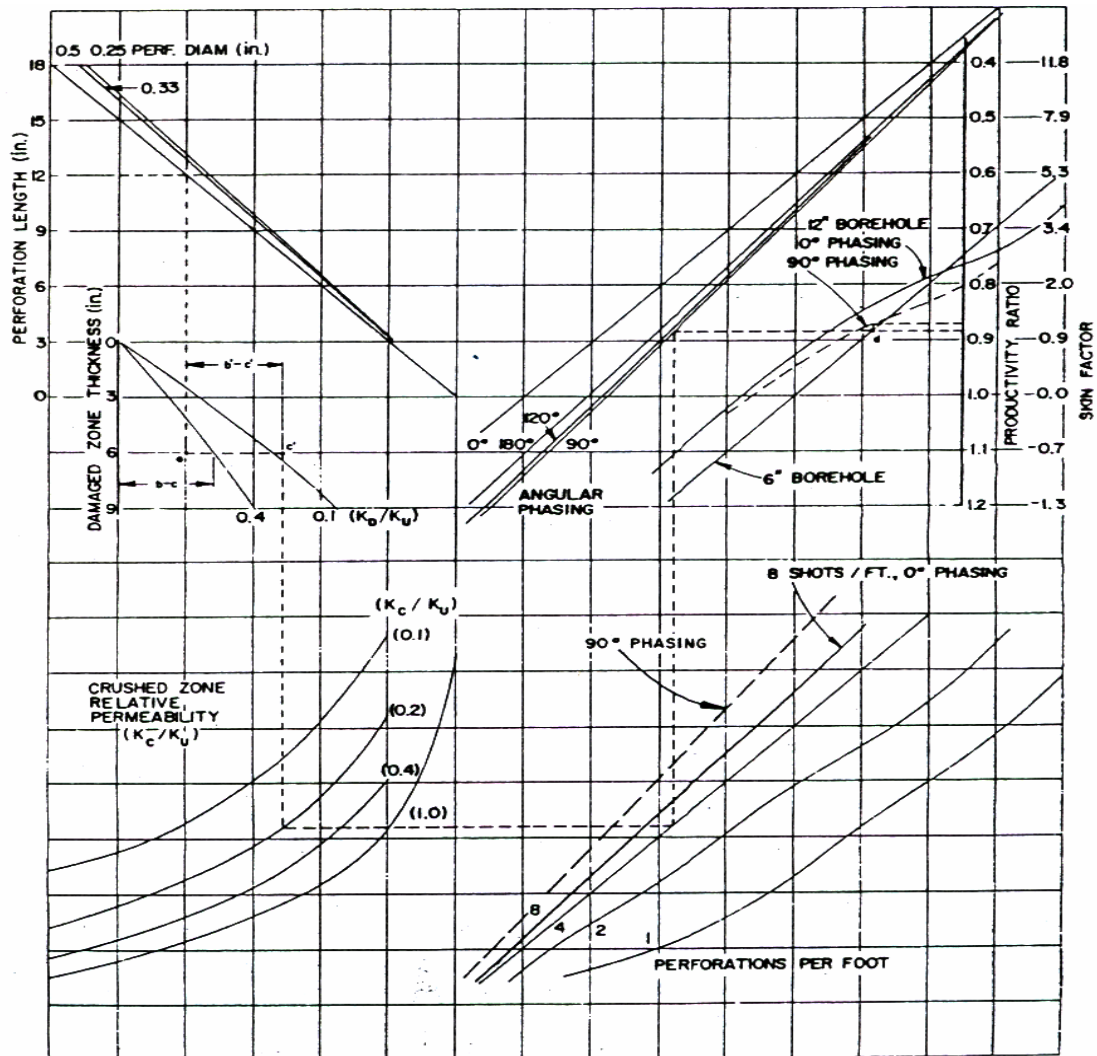 0.5 0.25 PERF. DIAM (in.)
0.33
PERFORATION LENGTH (in.)
18
15
12
9
6
3
0
DAMAGED ZONE THICKNESS (in.)
0
3
6
9
b'-c'
c'
b-c
0.4
0.1 (K_D/K_U)
0° 180°
120°
90°
ANGULAR
PHASING
12" BOREHOLE
0° PHASING
90° PHASING
6" BOREHOLE
d
0.4
0.5
0.6
0.7
0.8
0.9
1.0
1.1
1.2
PRODUCTIVITY RATIO
11.8
7.9
5.3
3.4
2.0
0.9
-0.0
-0.7
-1.3
SKIN FACTOR
(K_C / K_U)
(0.1)
(0.2)
(0.4)
(1.0)
CRUSHED ZONE
RELATIVE
PERMEABILITY
(K_C/K_U)
8 SHOTS / FT., 0° PHASING
90° PHASING
8
4
2
1
PERFORATIONS PER FOOT